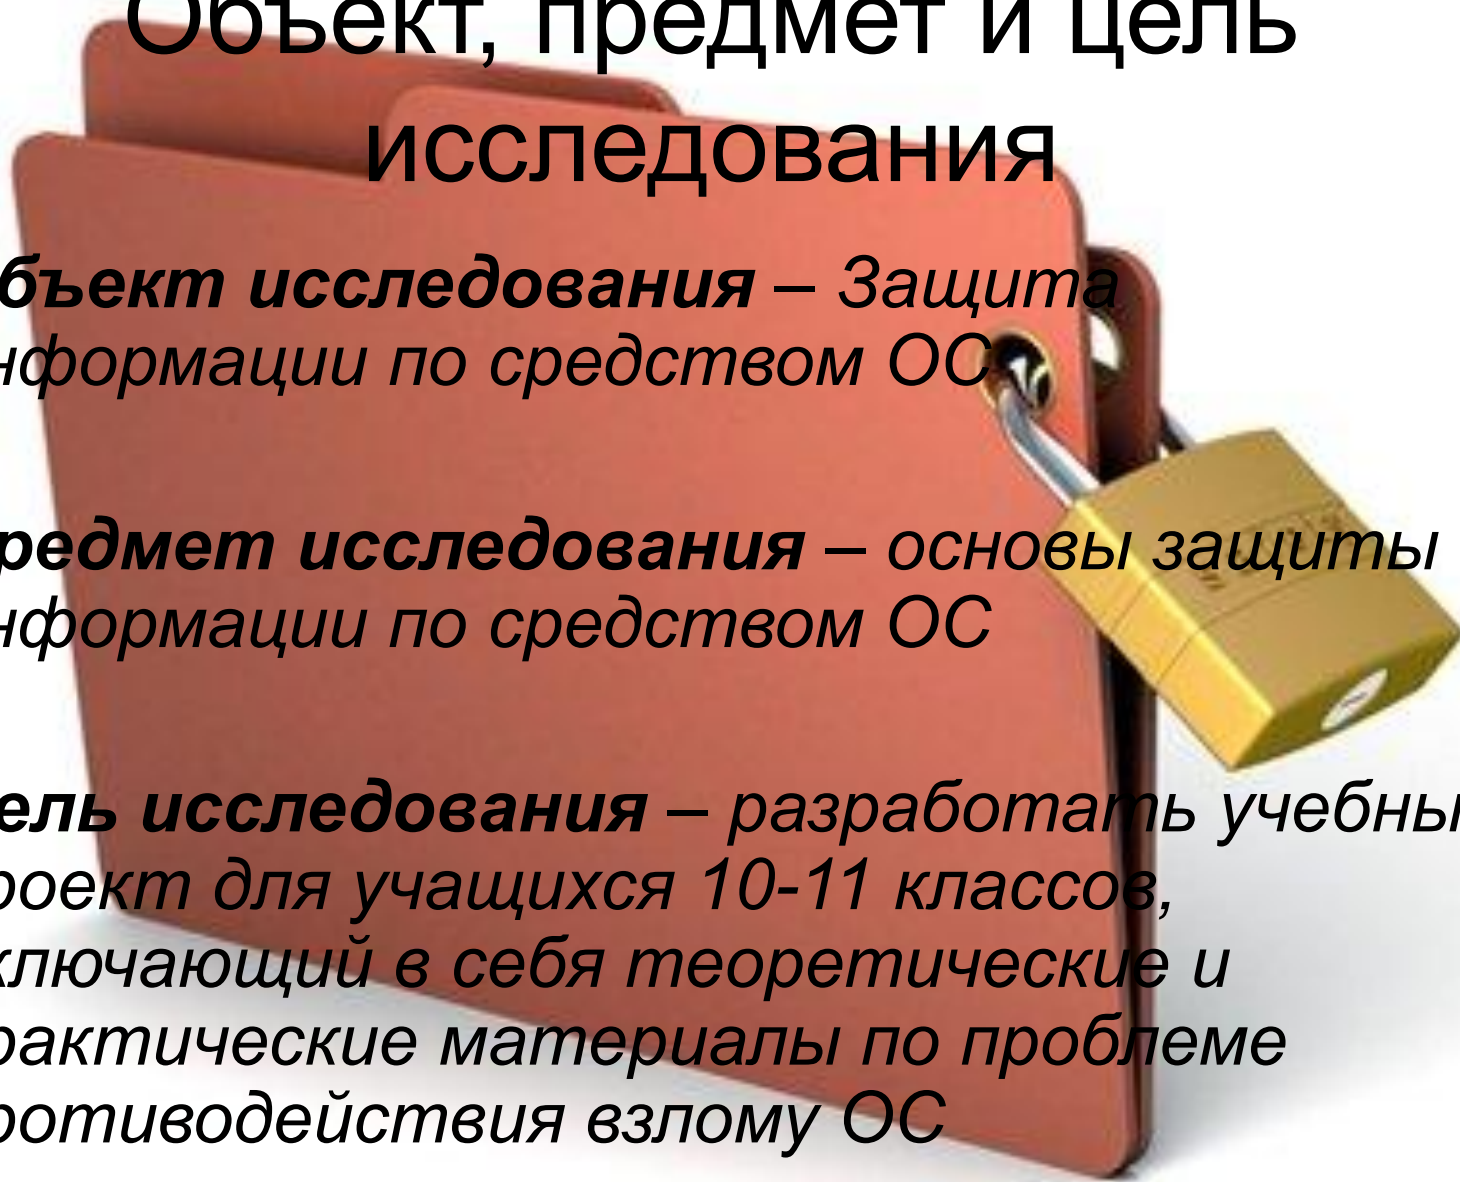 Объект, предмет и цель
исследования
бъект исследования – Защита
нформации по средством ОС
редмет исследования – основы защиты
нформации по средством ОС
ель исследования – разработать учебны
роект для учащихся 10-11 классов,
ключающий в себя теоретические и
рактические материалы по проблеме
ротиводействия взлому ОС